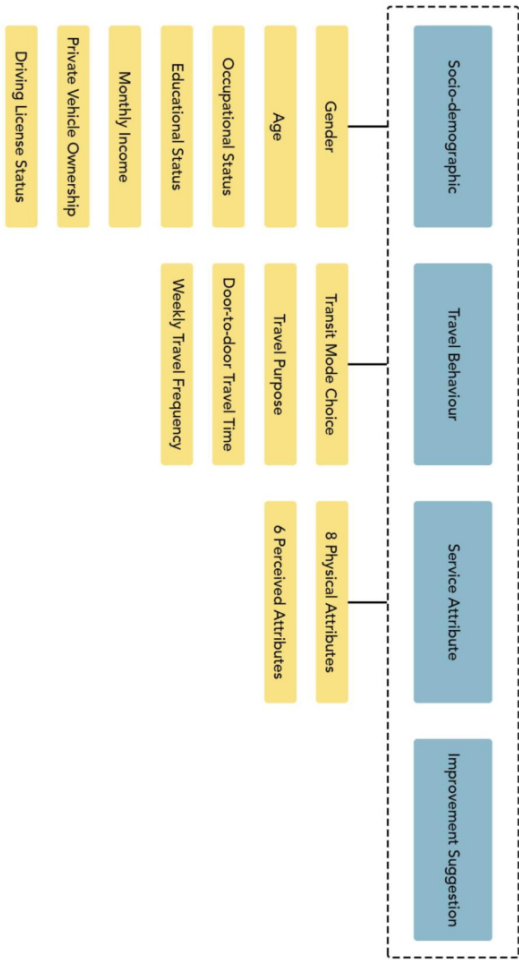 Socio-demographic
Gender
Age
Occupational Status
Educational Status
Monthly Income
Private Vehicle Ownership
Driving License Status
Travel Behaviour
Transit Mode Choice
Travel Purpose
Door-to-door Travel Time
Weekly Travel Frequency
Service Attribute
8 Physical Attributes
6 Perceived Attributes
Improvement Suggestion